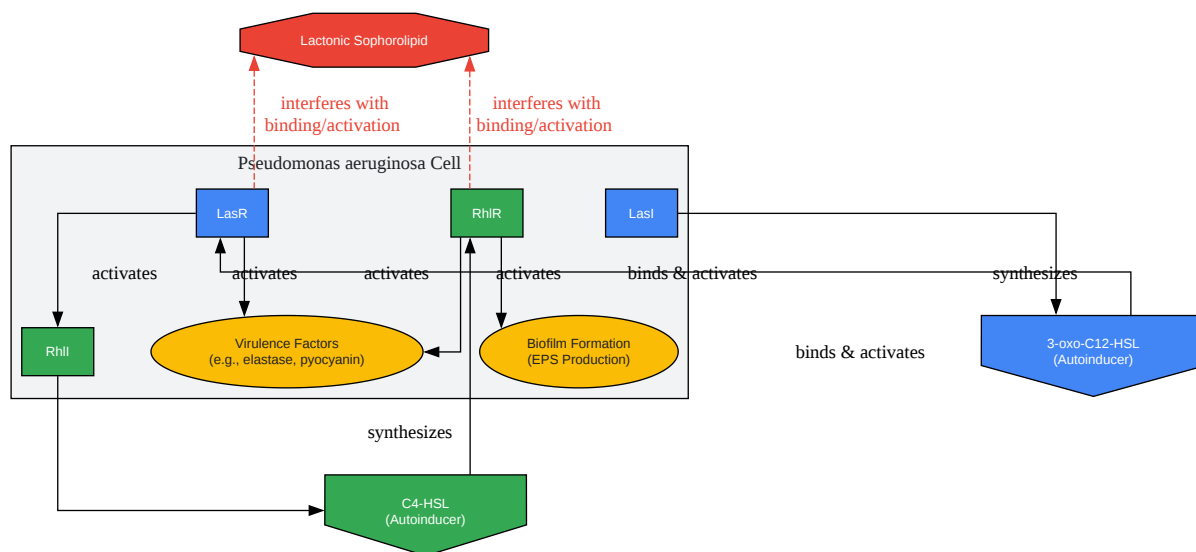 Lactonic Sophorolipid
interferes with
binding/activation
interferes with
binding/activation
Pseudomonas aeruginosa Cell
LasR
RhlR
LasI
activates
activates
activates
activates
binds & activates
synthesizes
RhlI
Virulence Factors
(e.g., elastase, pyocyanin)
Biofilm Formation
(EPS Production)
binds & activates
3-oxo-C12-HSL
(Autoinducer)
synthesizes
C4-HSL
(Autoinducer)